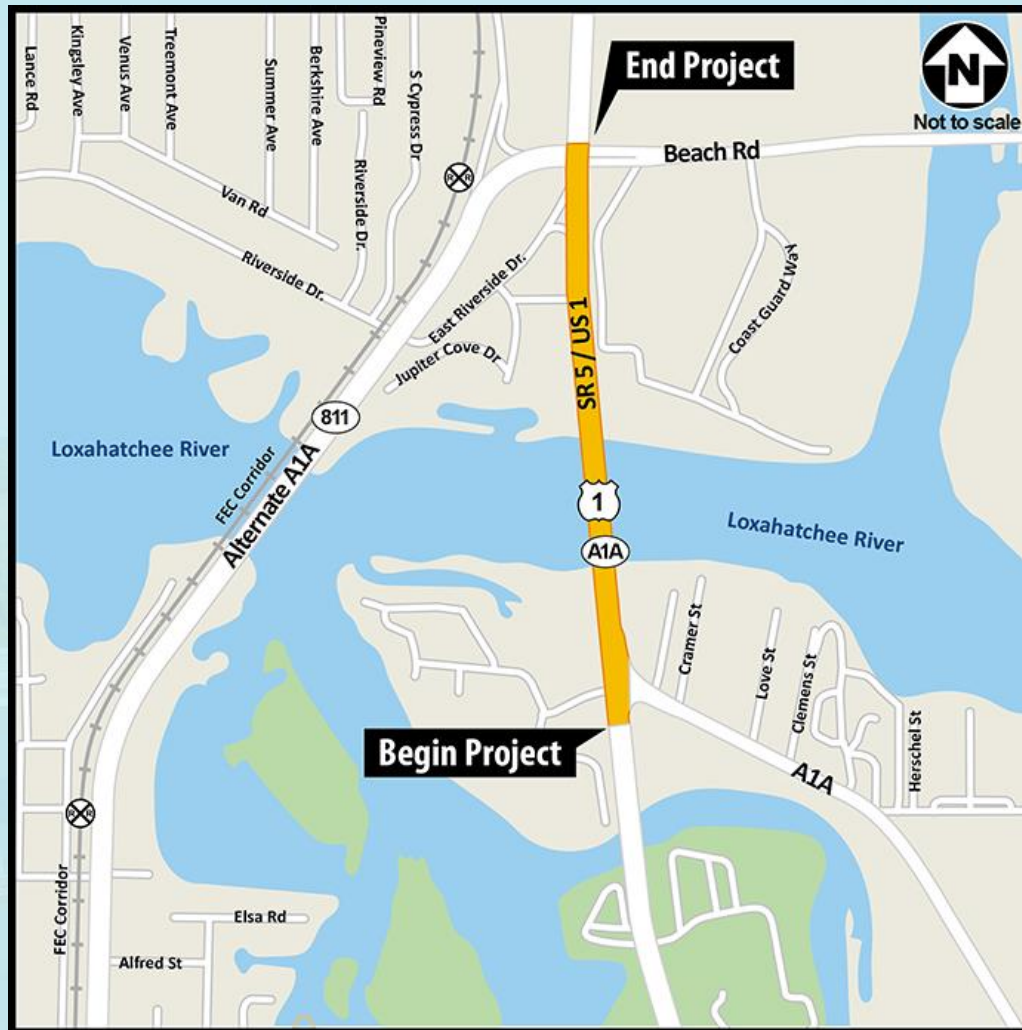 Lance Rd
Kingsley Ave
Venus Ave
Treemont Ave
Summer Ave
Berkshire Ave
Pineview Rd
S Cypress Dr
End Project
N
Not to scale
Beach Rd
R R
Van Rd
Riverside Dr.
Riverside Dr.
East Riverside Dr.
Jupiter Cove Dr
Coast Guard Way
SR 5 / US 1
811
Loxahatchee River
FEC Corridor
Alternate A1A
1
A1A
Loxahatchee River
Cramer St
Love St
Clemens St
Herschel St
Begin Project
A1A
R R
FEC Corridor
Elsa Rd
Alfred St